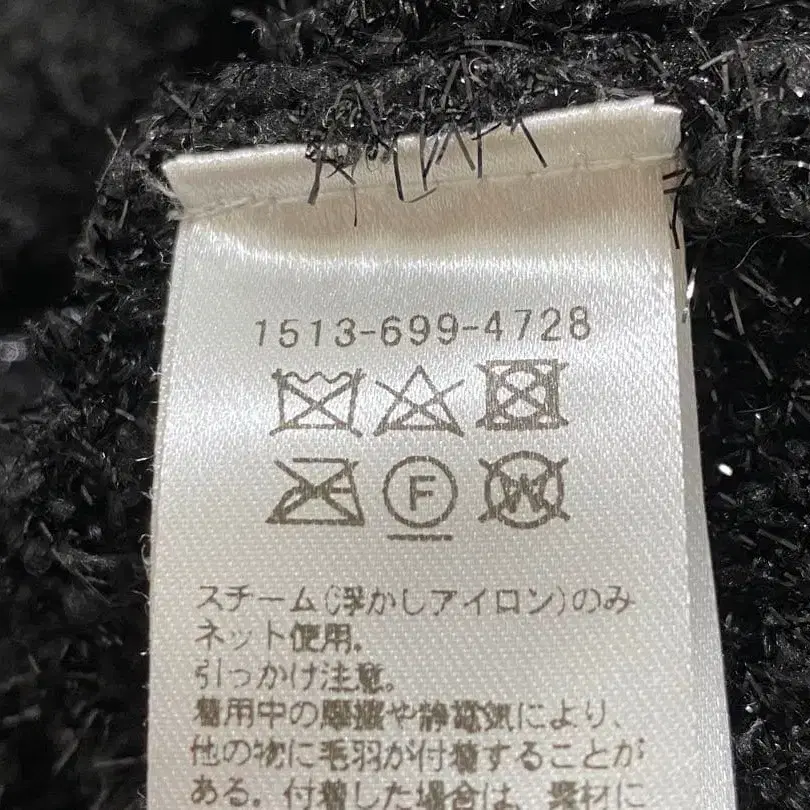 1513-699-4728
F
W
スチーム(浮かしアイロン)のみ
ネット使用。
引っかけ注意。
着用中の摩擦や静電気により、
他の物に毛羽が付着することが
ある。付着した場合は、素材に